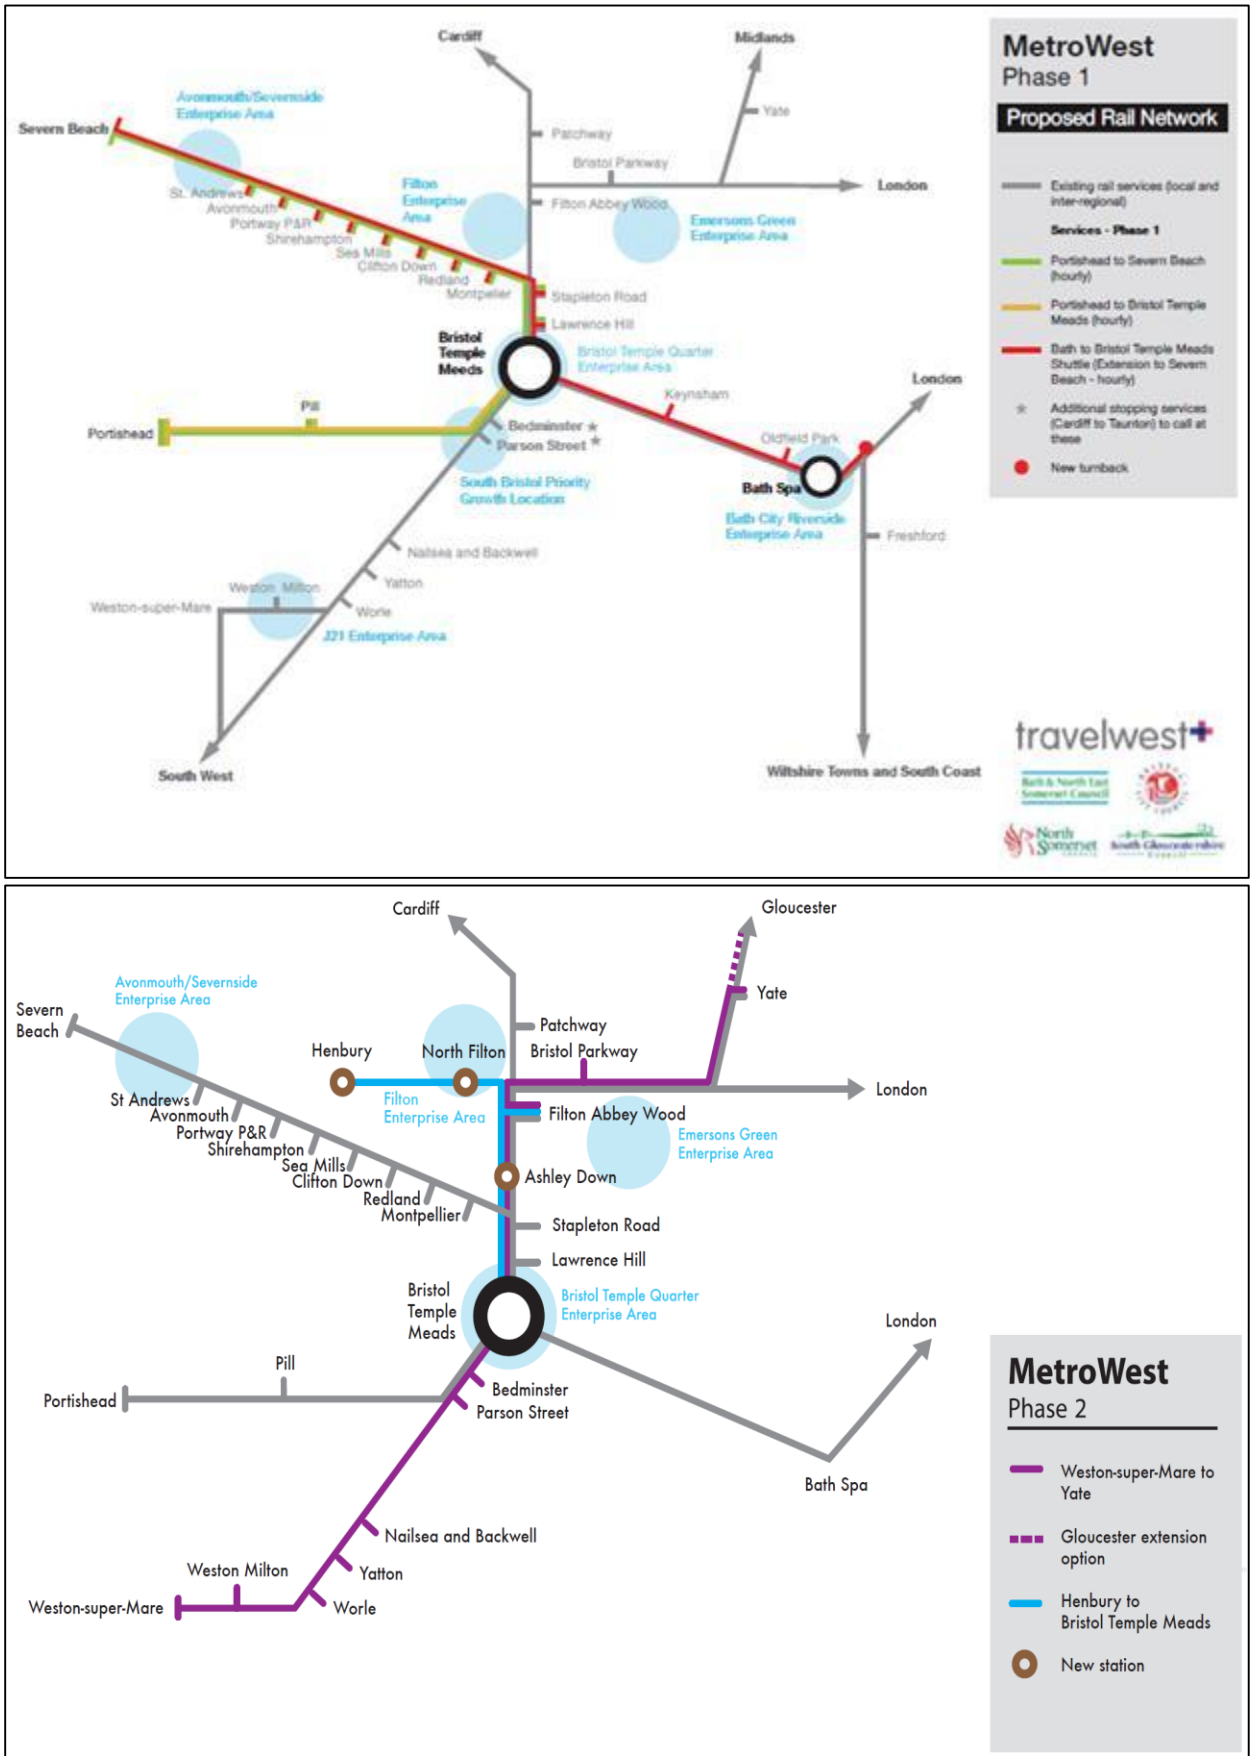 Cardiff
Midlands
MetroWest
Phase 1
Proposed Rail Network
Avonmouth/Severnside
Enterprise Area
Severn Beach
Patchway
Yate
Bristol Parkway
London
St. Andrews
Avonmouth
Portway P&R
Shirehampton
Sea Mills
Clifton Down
Redland
Montpelier
Filton
Enterprise
Area
Filton Abbey Wood
Emersons Green
Enterprise Area
Existing rail services (local and
inter-regional)
Services - Phase 1
Portishead to Severn Beach
(hourly)
Portishead to Bristol Temple
Meads (hourly)
Bath to Bristol Temple Meads
Shuttle (Extension to Severn
Beach - hourly)
Additional stopping services
(Cardiff to Taunton) to call at
these
New turnback
Stapleton Road
Lawrence Hill
Bristol
Temple
Meeds
Bristol Temple Quarter
Enterprise Area
Keynsham
London
Pill
Portishead
Bedminster
Parson Street
Oldfield Park
Bath Spa
South Bristol Priority
Growth Location
Bath City Riverside
Enterprise Area
Freshford
Nailsea and Backwell
Yatton
Weston Milton
Weston-super-Mare
Worle
J21 Enterprise Area
South West
Wiltshire Towns and South Coast
travelwest+
Bath & North East
Somerset Council
North
Somerset
South Gloucestershire
Cardiff
Gloucester
Avonmouth/Severnside
Enterprise Area
Severn
Beach
Yate
Patchway
Henbury
North Filton
Bristol Parkway
London
St Andrews
Avonmouth
Portway P&R
Shirehampton
Sea Mills
Clifton Down
Redland
Montpellier
Filton
Enterprise Area
Filton Abbey Wood
Emersons Green
Enterprise Area
Ashley Down
Stapleton Road
Lawrence Hill
Bristol
Temple
Meads
Bristol Temple Quarter
Enterprise Area
London
Pill
Portishead
Bedminster
Parson Street
Bath Spa
Nailsea and Backwell
Weston Milton
Yatton
Weston-super-Mare
Worle
MetroWest
Phase 2
Weston-super-Mare to
Yate
Gloucester extension
option
Henbury to
Bristol Temple Meads
New station